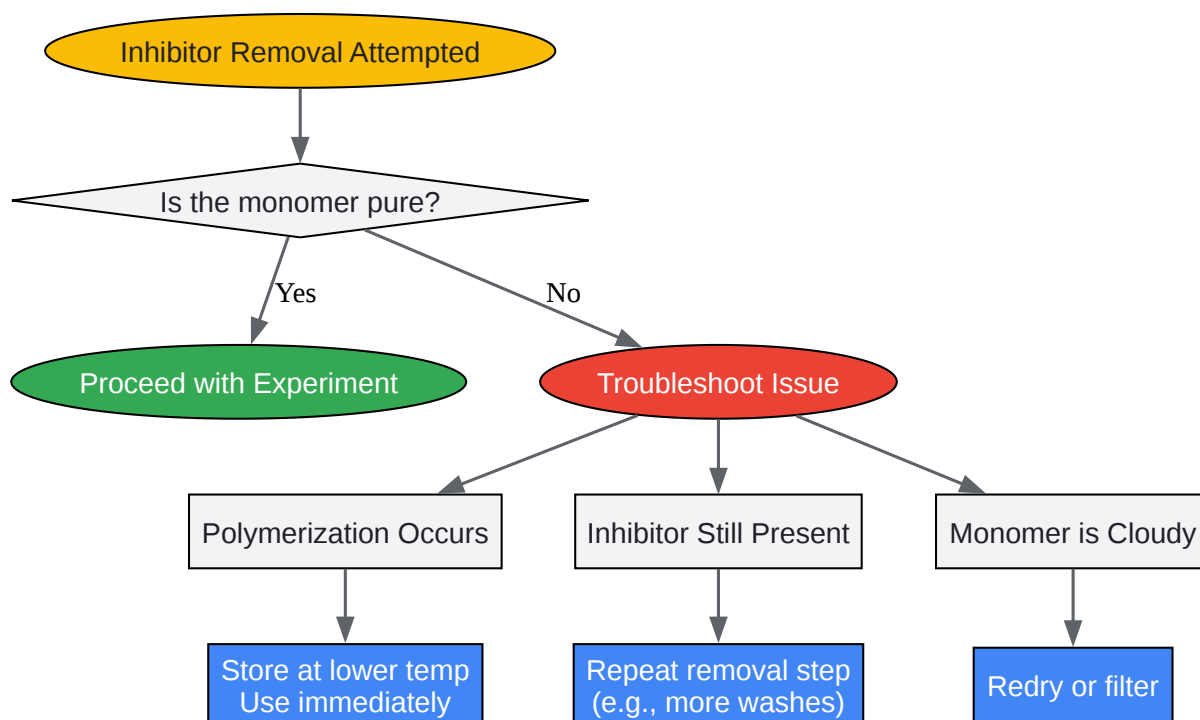 Inhibitor Removal Attempted
Is the monomer pure?
Yes
No
Proceed with Experiment
Troubleshoot Issue
Polymerization Occurs
Inhibitor Still Present
Monomer is Cloudy
Store at lower temp
Use immediately
Repeat removal step
(e.g., more washes)
Redry or filter